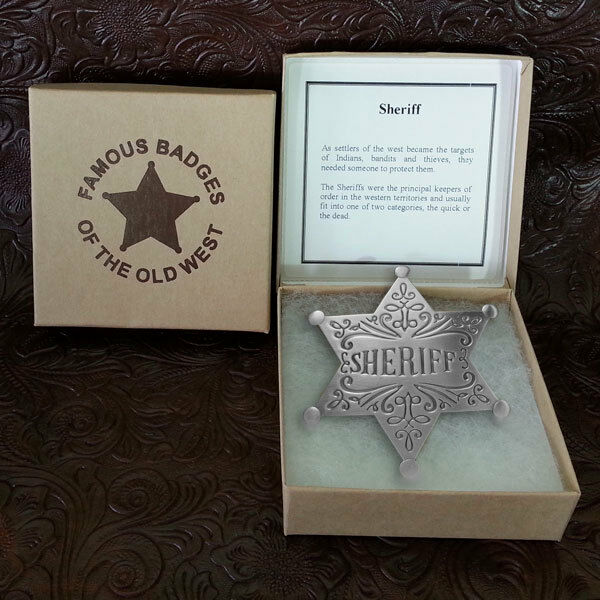 FAMOUS BADGES
OF THE OLD WEST
Sheriff
As settlers of the west became the targets
of Indians, bandits and thieves, they
needed someone to protect them.
The Sheriffs were the principal keepers of
order in the western territories and usually
fit into one of two categories, the quick or
the dead.
SHERIFF